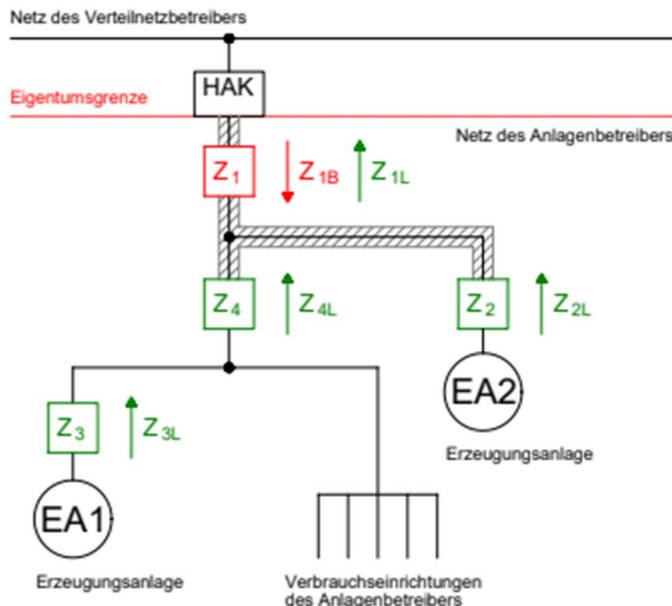 Netz des Verteilnetzbetreibers
HAK
Eigentumsgrenze
Netz des Anlagenbetreibers
Z1 Z1B Z1L
Z4 Z4L Z2 Z2L
EA2
Z3 Z3L
Erzeugungsanlage
EA1
Erzeugungsanlage Verbrauchseinrichtungen
des Anlagenbetreibers